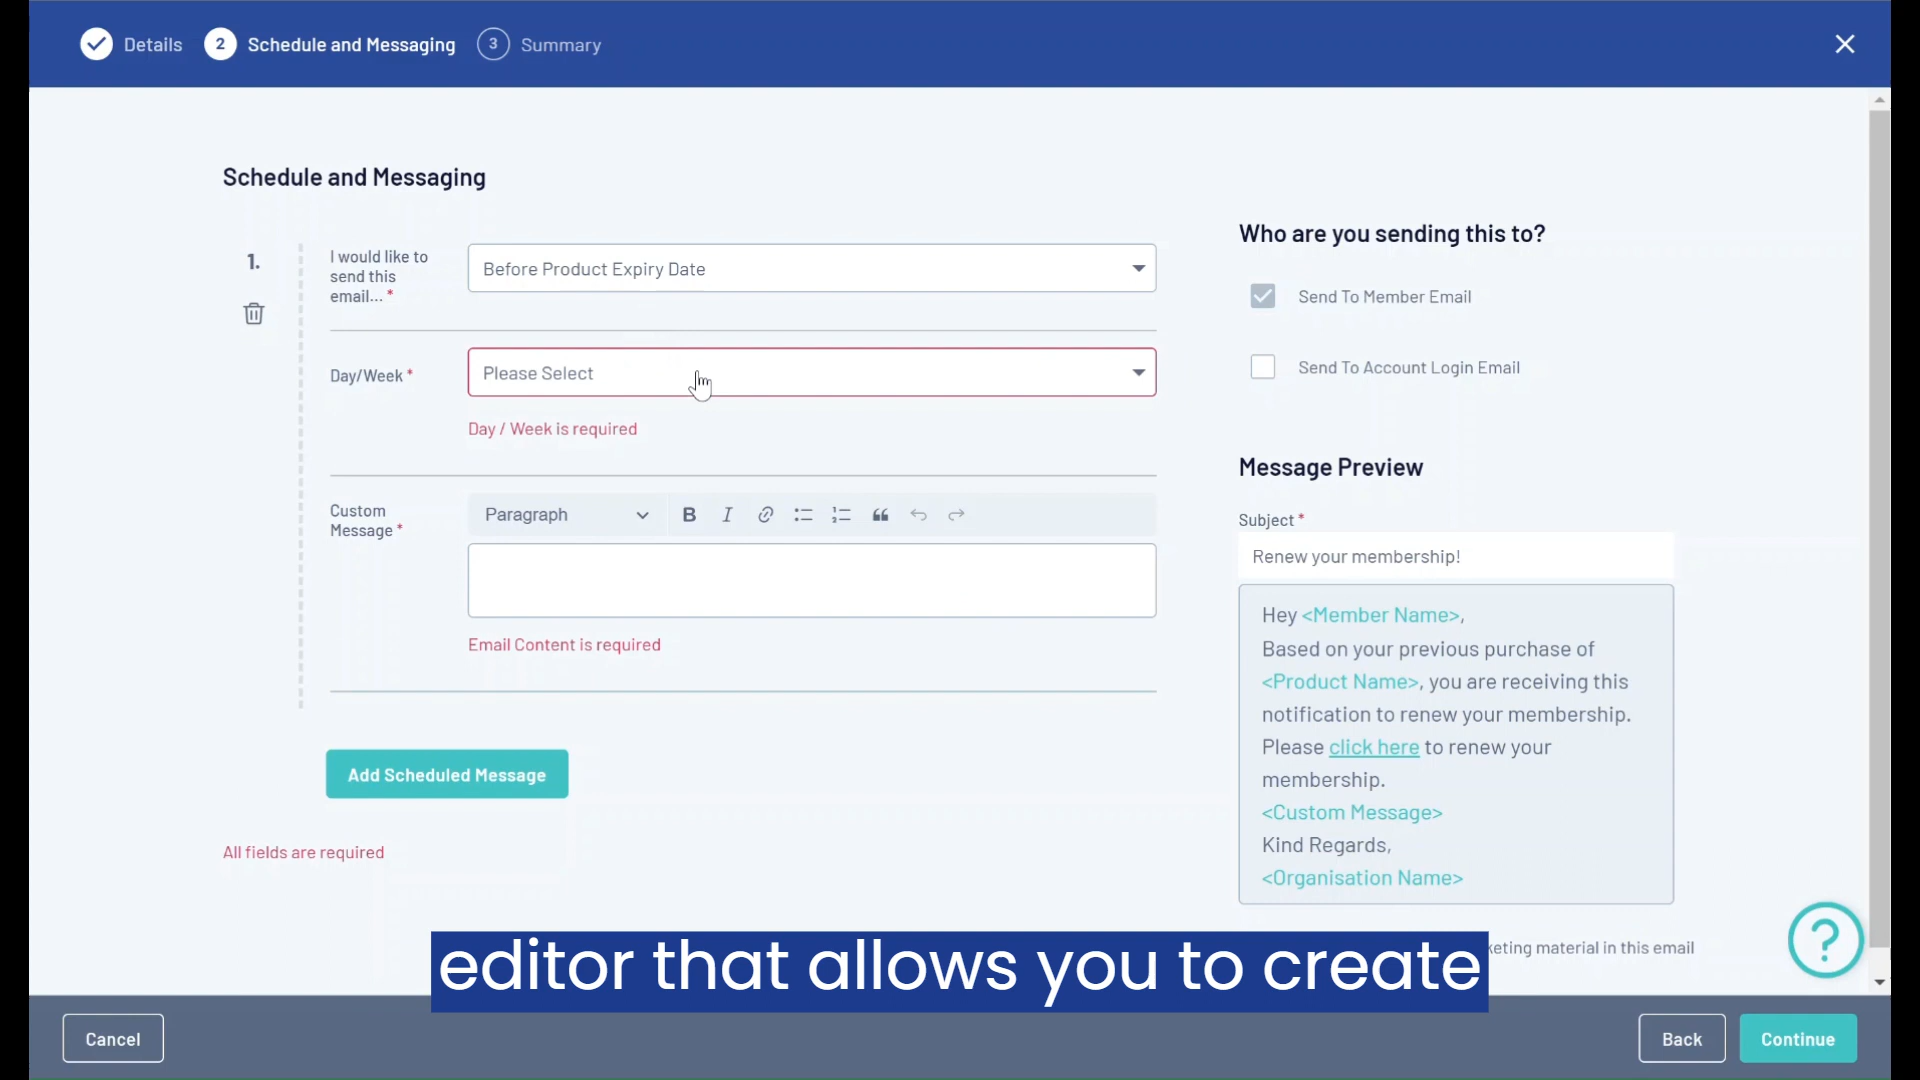 Details
2 Schedule and Messaging
3 Summary
Schedule and Messaging
1.
I would like to
send this
email... *
Before Product Expiry Date
Day/Week *
Please Select
Day / Week is required
Custom
Message *
Paragraph
B I
Email Content is required
Add Scheduled Message
All fields are required
Who are you sending this to?
Send To Member Email
Send To Account Login Email
Message Preview
Subject *
Renew your membership!
Hey <Member Name>,
Based on your previous purchase of
<Product Name>, you are receiving this
notification to renew your membership.
Please click here to renew your
membership.
<Custom Message>
Kind Regards,
<Organisation Name>
material in this email
?
editor that allows you to create
Cancel
Back
Continue